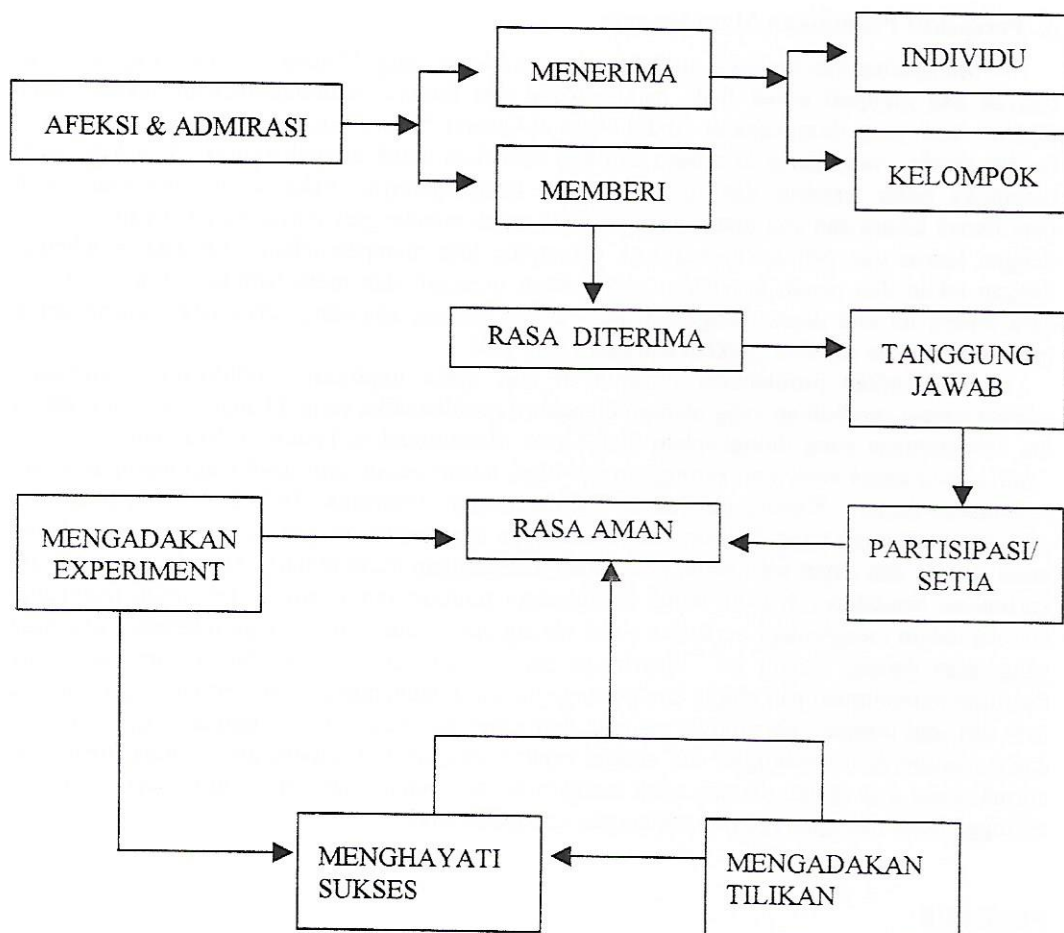 MENERIMA
INDIVIDU
AFEKSI & ADMIRASI
MEMBERI
KELOMPOK
RASA DITERIMA
TANGGUNG
JAWAB
MENGADAKAN
EXPERIMENT
RASA AMAN
PARTISIPASI/
SETIA
MENGHAYATI
SUKSES
MENGADAKAN
TILIKAN